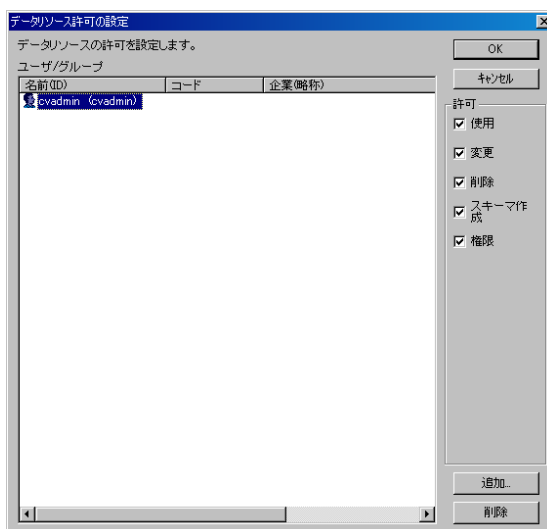 データリソース許可の設定
データリソースの許可を設定します。
OK
ユーザ/グループ
キャンセル
名前(ID) コード 企業(略称)
cvadmin (cvadmin)
許可
使用
変更
削除
スキーマ作
成
権限
追加...
削除